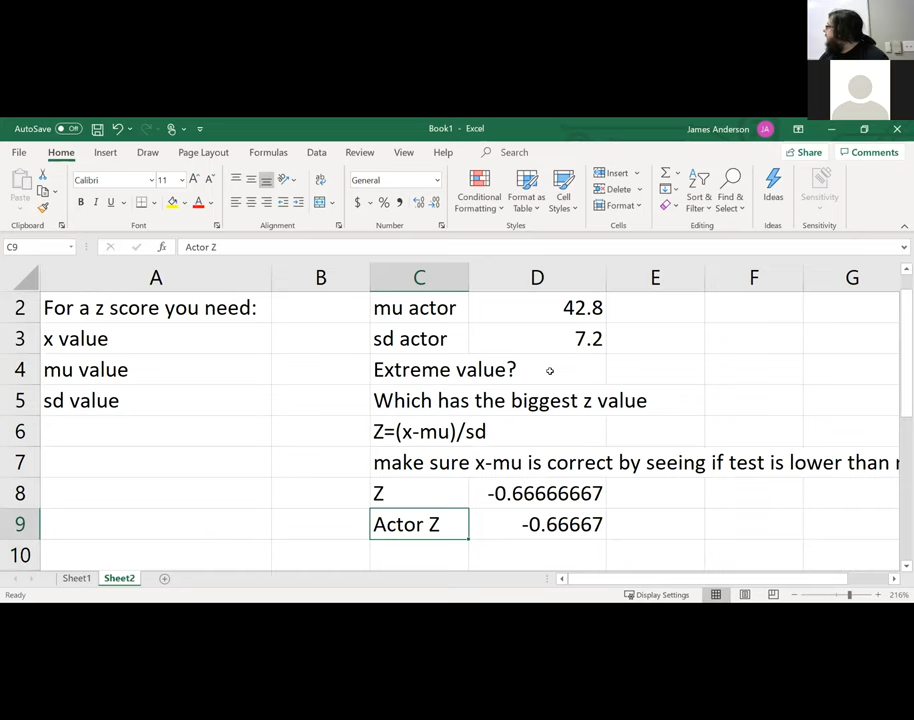 AutoSave Off
Book1 - Excel
James Anderson JA
File Home Insert Draw Page Layout Formulas Data Review View Help Search Share Comments
Paste
Calibri 11 A A
B I U A
General
$ % 9
Conditional Formatting
Format as Table
Cell Styles
Insert
Delete
Format
Sort & Filter
Find & Select
Ideas
Sensitivity
Clipboard Font Alignment Number Styles Cells Editing Ideas Sensitivity
C9 fx Actor Z
A B C D E F G
2 For a z score you need: mu actor 42.8
3 x value sd actor 7.2
4 mu value Extreme value?
5 sd value Which has the biggest z value
6 Z=(x-mu)/sd
7 make sure x-mu is correct by seeing if test is lower than
8 Z -0.66666667
9 Actor Z -0.66667
10
Sheet1 Sheet2
Ready Display Settings 216%